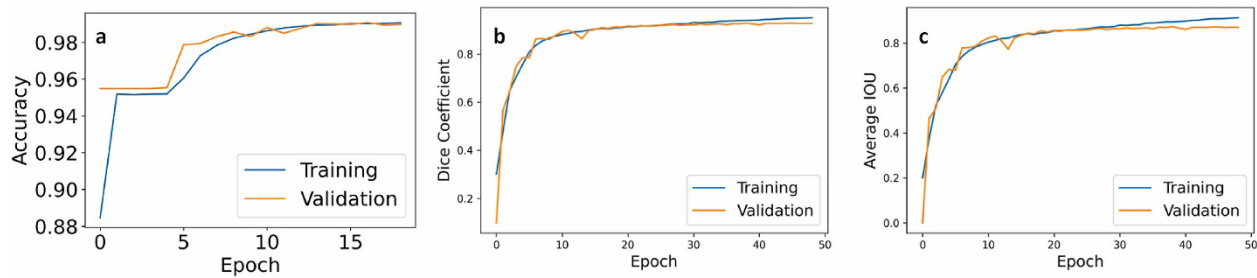 a
Accuracy
0.98
0.96
0.94
0.92
0.90
0.88
0 5 10 15
Epoch
Training
Validation
b
Dice Coefficient
0.8
0.6
0.4
0.2
0 10 20 30 40 50
Epoch
Training
Validation
c
Average IOU
0.8
0.6
0.4
0.2
0.0
0 10 20 30 40 50
Epoch
Training
Validation